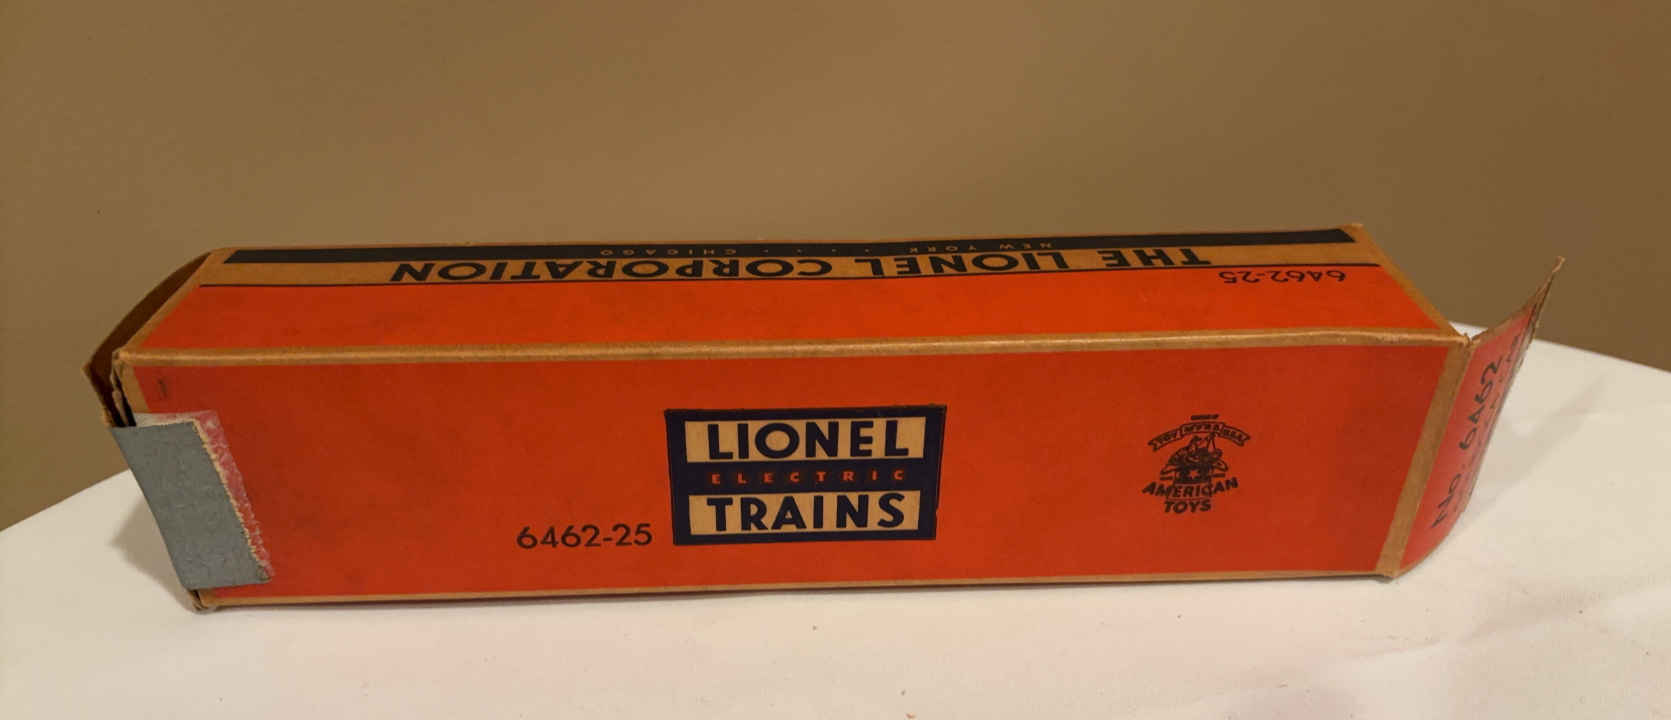 NEW YORK . . . . . CHICAGO
THE LIONEL CORPORATION
6462-25
LIONEL
ELECTRIC
TRAINS
6462-25
AMERICAN
TOYS
No. 6462